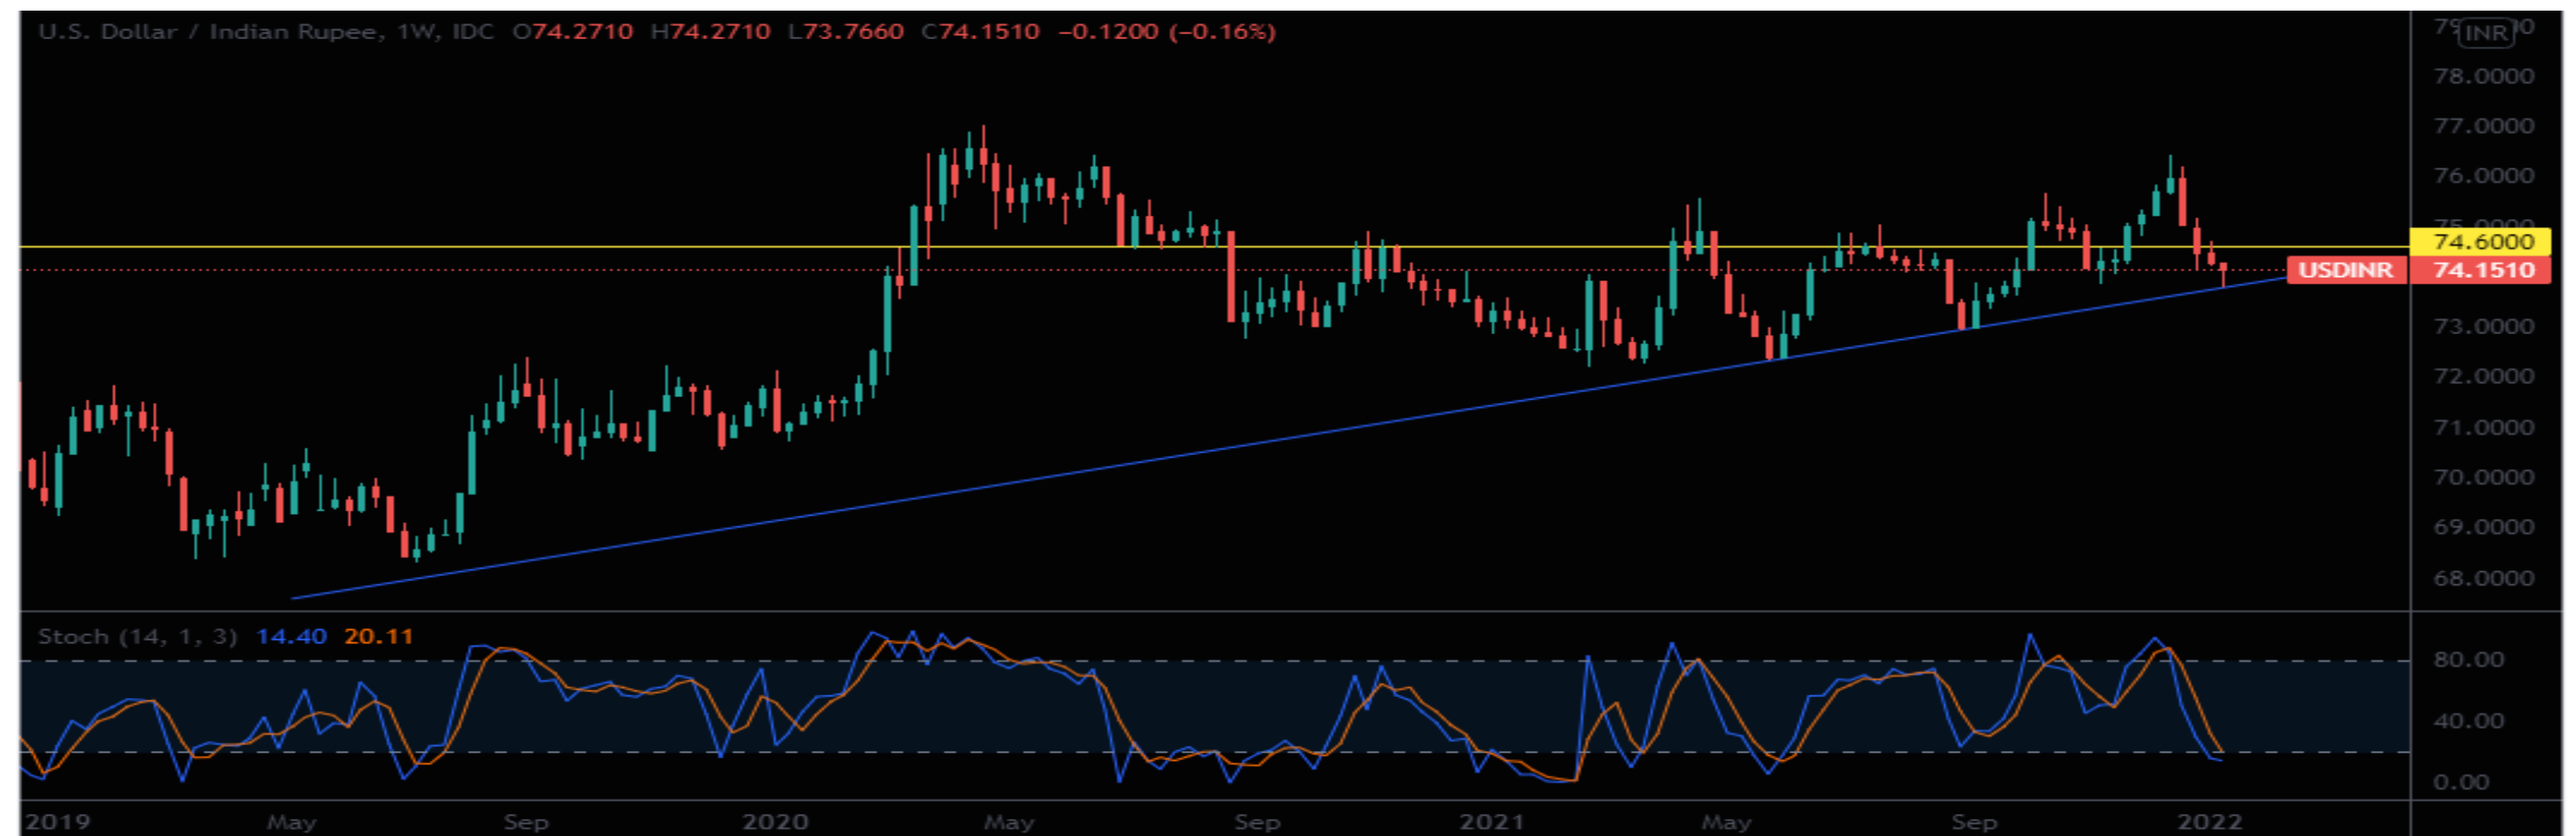 U.S. Dollar / Indian Rupee, 1W, IDC O74.2710 H74.2710 L73.7660 C74.1510 −0.1200 (−0.16%)
INR
78.0000
77.0000
76.0000
75.0000
74.6000
USDINR 74.1510
73.0000
72.0000
71.0000
70.0000
69.0000
68.0000
Stoch (14, 1, 3) 14.40 20.11
80.00
40.00
0.00
2019 May Sep 2020 May Sep 2021 May Sep 2022